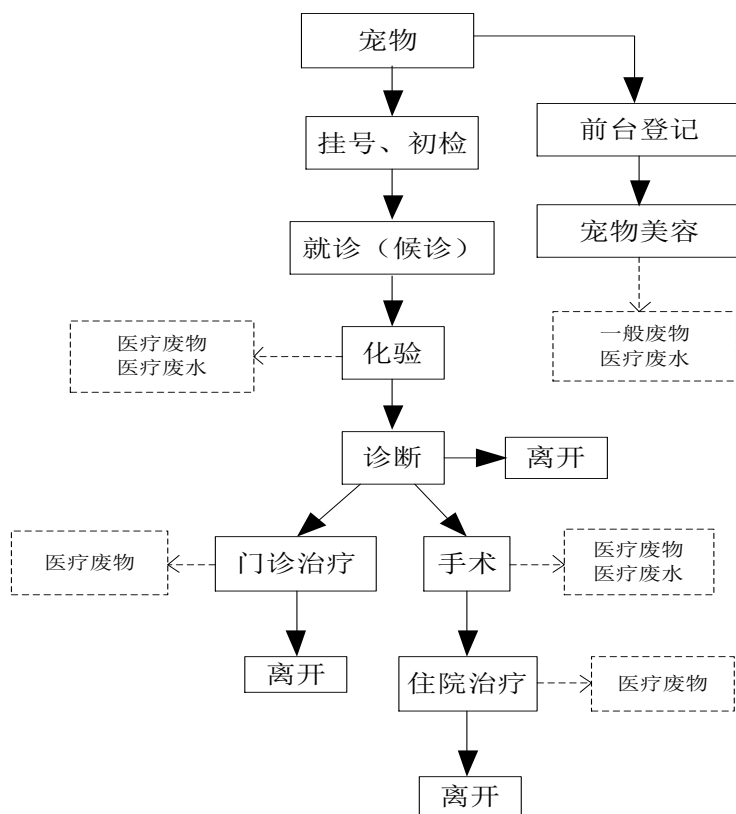 宠物
挂号、初检
前台登记
就诊（候诊）
宠物美容
医疗废物
医疗废水
化验
一般废物
医疗废水
诊断
离开
医疗废物
门诊治疗
手术
医疗废物
医疗废水
离开
住院治疗
医疗废物
离开